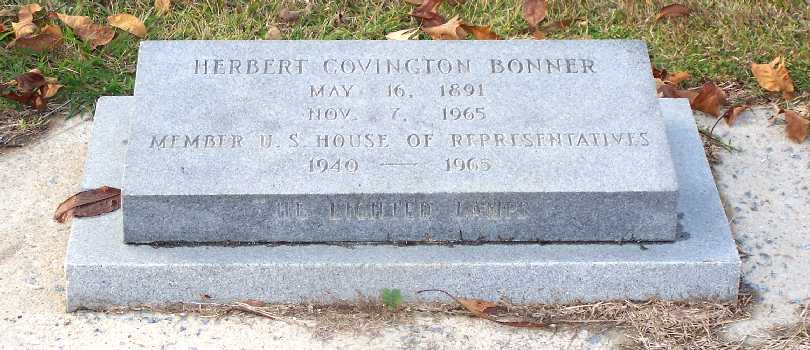 HERBERT COVINGTON BONNER
MAY 16, 1891
NOV. 7, 1965
MEMBER U.S. HOUSE OF REPRESENTATIVES
1940 — 1965
HE LIGHTED LAMPS